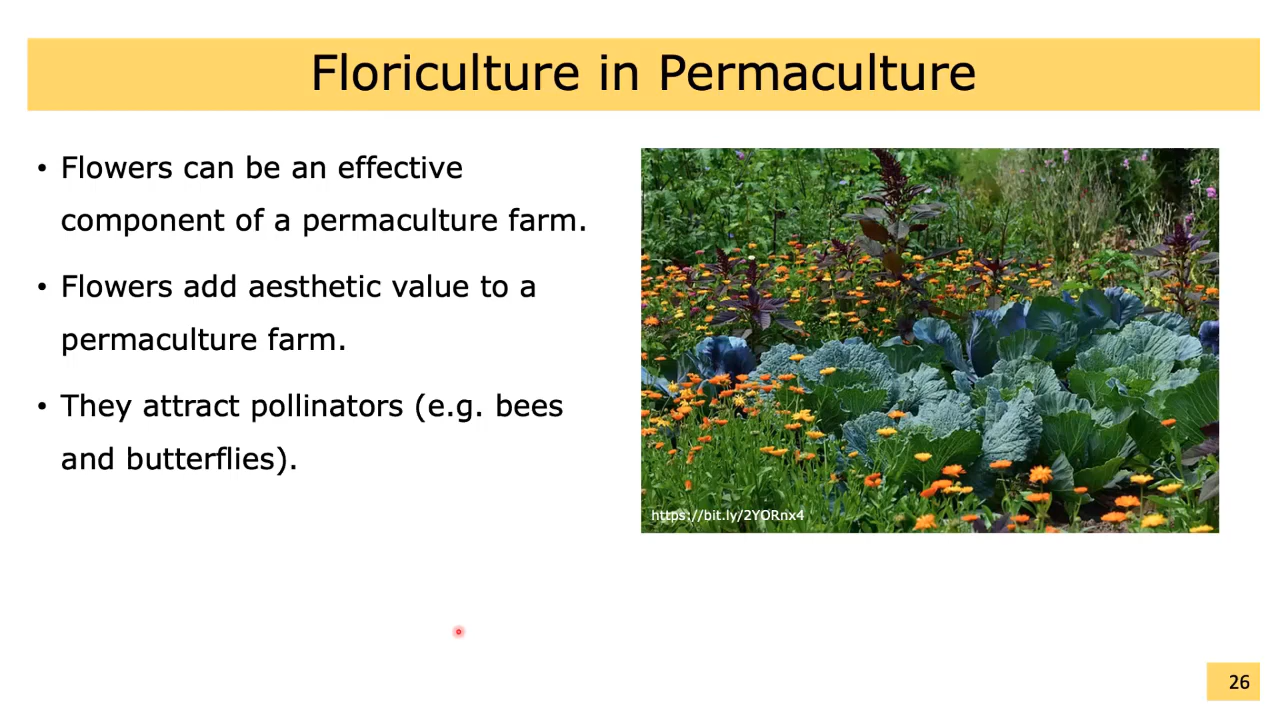 Floriculture in Permaculture
• Flowers can be an effective
component of a permaculture farm.
• Flowers add aesthetic value to a
permaculture farm.
• They attract pollinators (e.g. bees
and butterflies).
https://bit.ly/2YORnx4
26